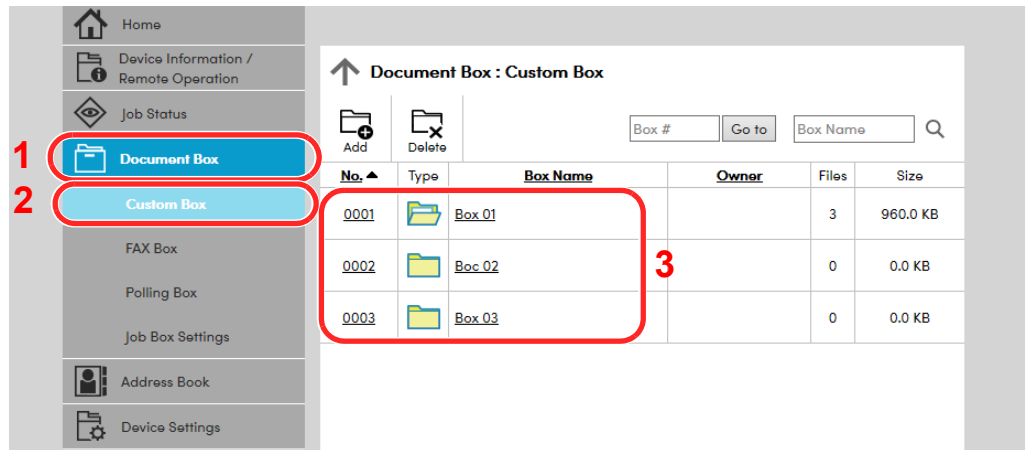 Home
Device Information /
Remote Operation
Job Status
1
Document Box
2
Custom Box
FAX Box
Polling Box
Job Box Settings
Address Book
Device Settings
Document Box : Custom Box
Add
Delete
Box #
Go to
Box Name
No. Type Box Name Owner Files Size
0001 Box 01 3 960.0 KB
0002 Boc 02 0 0.0 KB
3
0003 Box 03 0 0.0 KB